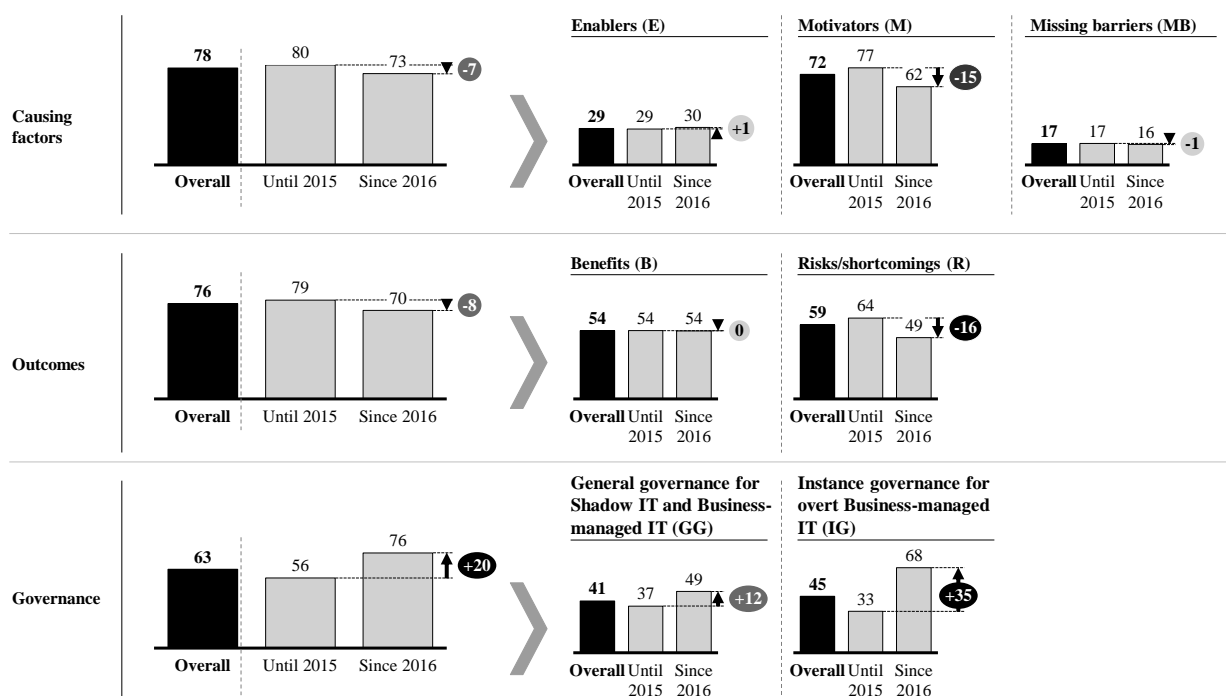 Causing
factors
78
80
73
-7
Overall
Until 2015
Since 2016
Enablers (E)
29
29
30
+1
Overall
Until
2015
Since
2016
Motivators (M)
72
77
62
-15
Overall
Until
2015
Since
2016
Missing barriers (MB)
17
17
16
-1
Overall
Until
2015
Since
2016
Outcomes
76
79
70
-8
Overall
Until 2015
Since 2016
Benefits (B)
54
54
54
0
Overall
Until
2015
Since
2016
Risks/shortcomings (R)
59
64
49
-16
Overall
Until
2015
Since
2016
Governance
63
56
76
+20
Overall
Until 2015
Since 2016
General governance for
Shadow IT and Business-
managed IT (GG)
41
37
49
+12
Overall
Until
2015
Since
2016
Instance governance for
overt Business-managed
IT (IG)
45
33
68
+35
Overall
Until
2015
Since
2016